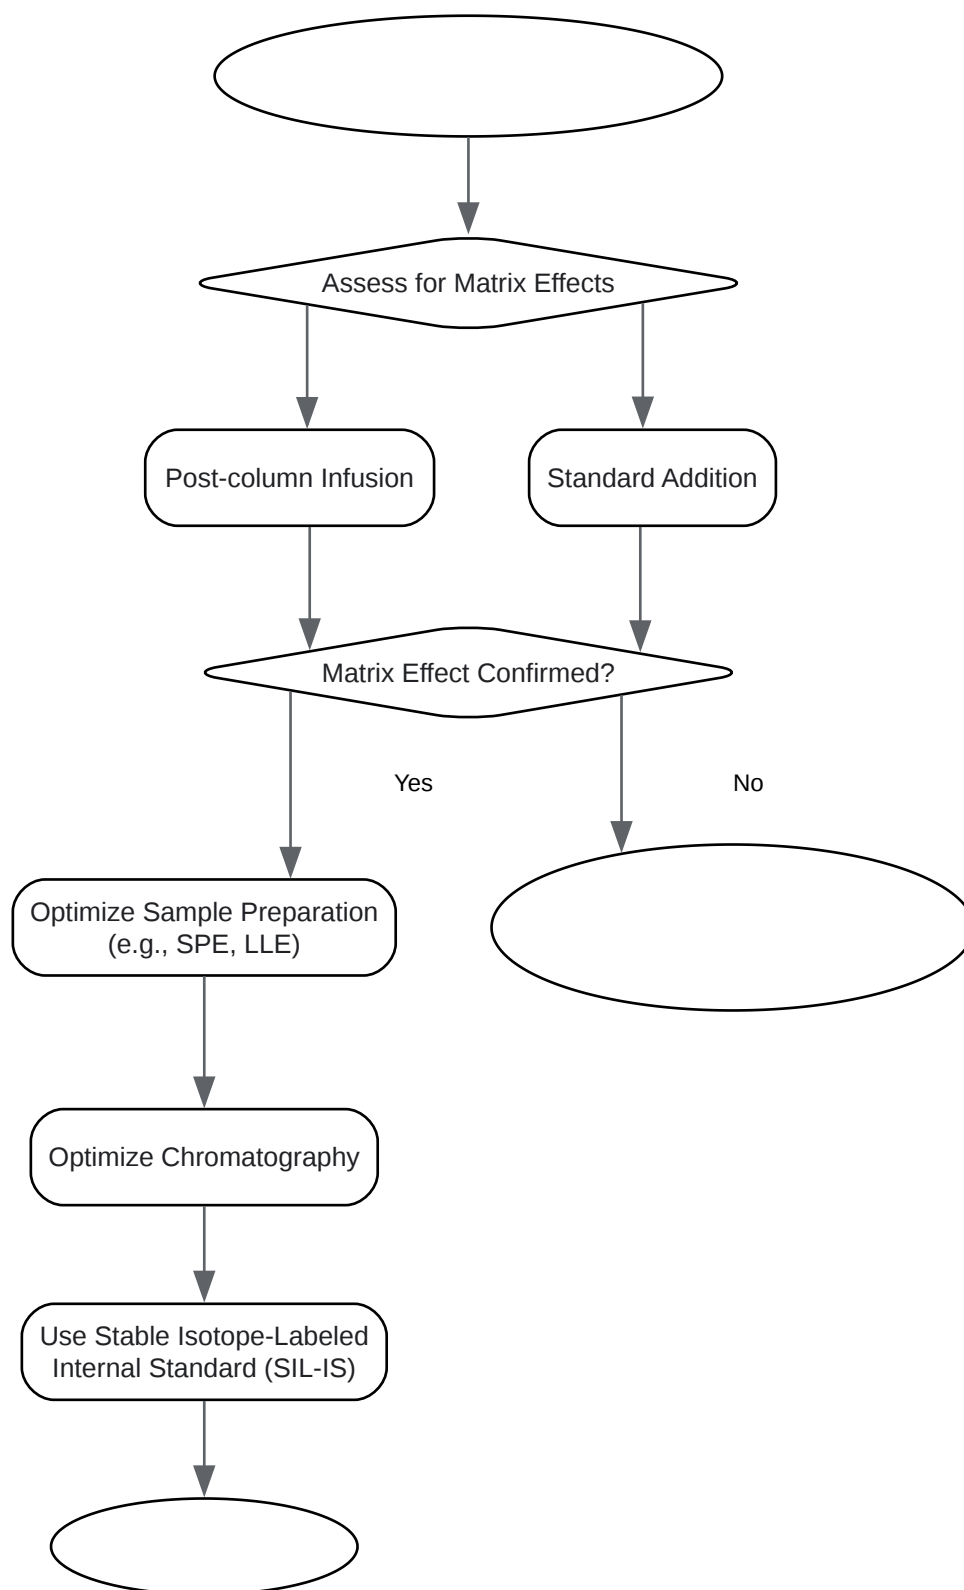 Assess for Matrix Effects
Post-column Infusion
Standard Addition
Matrix Effect Confirmed?
Yes
No
Optimize Sample Preparation
(e.g., SPE, LLE)
Optimize Chromatography
Use Stable Isotope-Labeled
Internal Standard (SIL-IS)